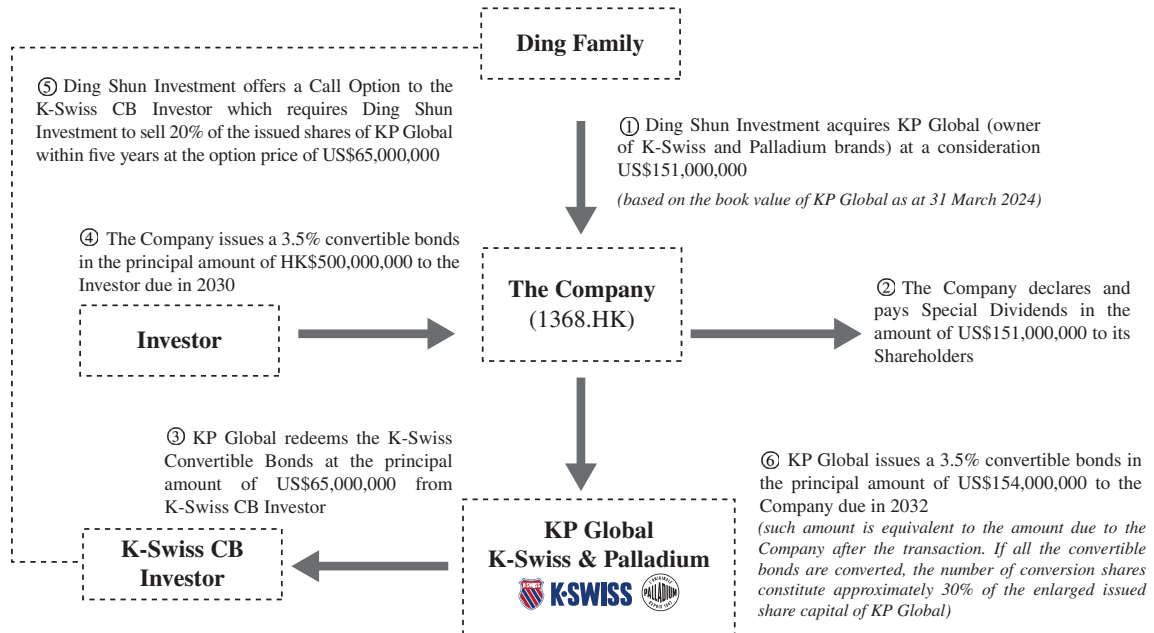 Ding Family
⑤ Ding Shun Investment offers a Call Option to the
K-Swiss CB Investor which requires Ding Shun
Investment to sell 20% of the issued shares of KP Global
within five years at the option price of US$65,000,000
① Ding Shun Investment acquires KP Global (owner
of K-Swiss and Palladium brands) at a consideration
US$151,000,000
(based on the book value of KP Global as at 31 March 2024)
④ The Company issues a 3.5% convertible bonds
in the principal amount of HK$500,000,000 to the
Investor due in 2030
Investor
The Company
(1368.HK)
② The Company declares and
pays Special Dividends in the
amount of US$151,000,000 to its
Shareholders
③ KP Global redeems the K-Swiss
Convertible Bonds at the principal
amount of US$65,000,000 from
K-Swiss CB Investor
K-Swiss CB
Investor
KP Global
K-Swiss & Palladium
K·SWISS
PALLADIUM
⑥ KP Global issues a 3.5% convertible bonds in
the principal amount of US$154,000,000 to the
Company due in 2032
(such amount is equivalent to the amount due to the
Company after the transaction. If all the convertible
bonds are converted, the number of conversion shares
constitute approximately 30% of the enlarged issued
share capital of KP Global)